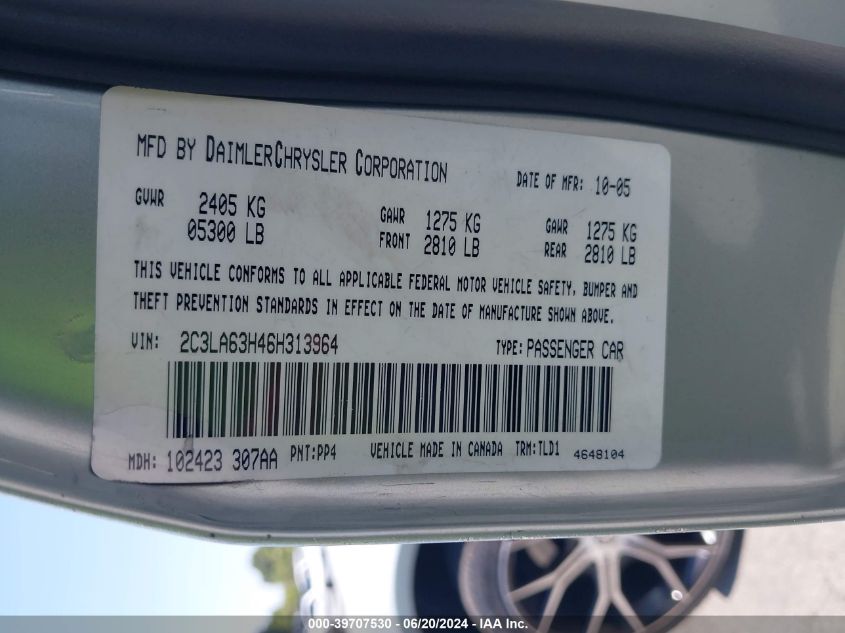 MFD BY DAIMLERCHRYSLER CORPORATION
DATE OF MFR: 10-05
GVWR 2405 KG
05300 LB
GAWR FRONT 1275 KG
2810 LB
GAWR REAR 1275 KG
2810 LB
THIS VEHICLE CONFORMS TO ALL APPLICABLE FEDERAL MOTOR VEHICLE SAFETY, BUMPER AND
THEFT PREVENTION STANDARDS IN EFFECT ON THE DATE OF MANUFACTURE SHOWN ABOVE.
VIN: 2C3LA63H46H313964
TYPE: PASSENGER CAR
MDH: 102423 307AA PNT:PP4 VEHICLE MADE IN CANADA TRM:TLD1 4648104
000-39707530 - 06/20/2024 - IAA Inc.